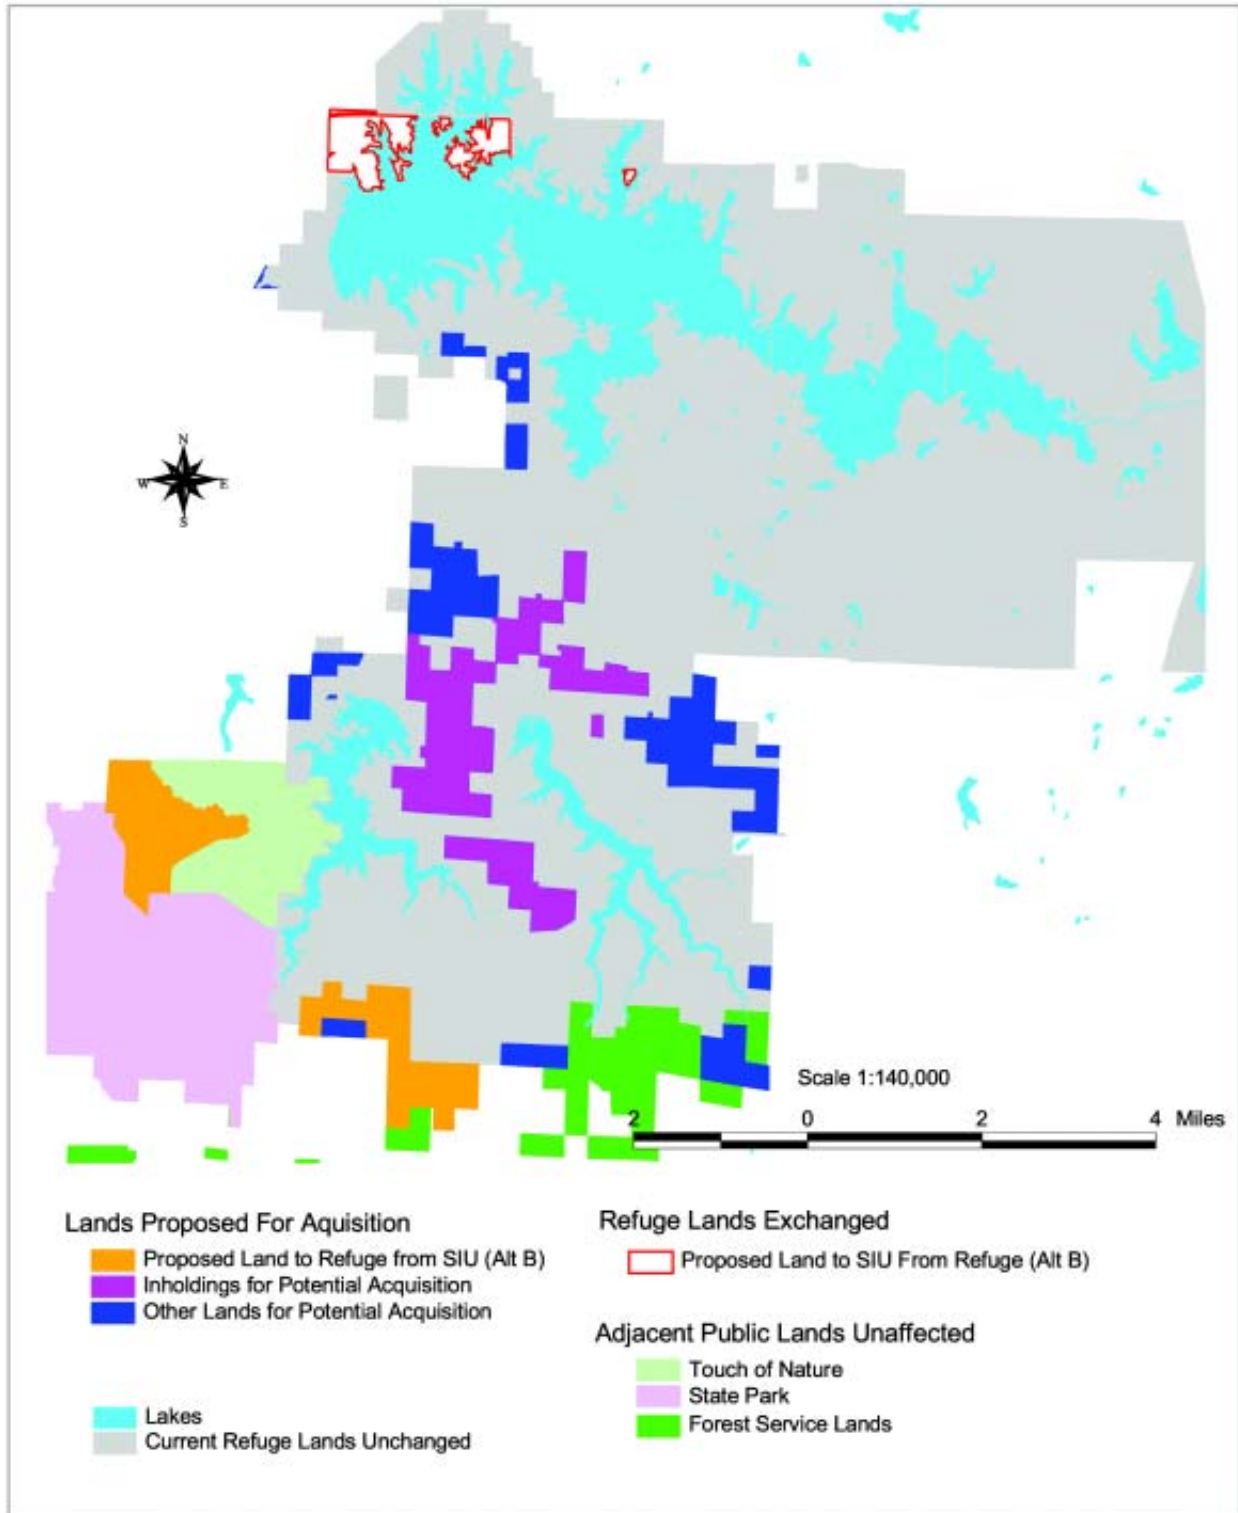 N
W E
S
Scale 1:140,000
2 0 2 4 Miles
Lands Proposed For Aquisition
Proposed Land to Refuge from SIU (Alt B)
Inholdings for Potential Acquisition
Other Lands for Potential Acquisition
Lakes
Current Refuge Lands Unchanged
Refuge Lands Exchanged
Proposed Land to SIU From Refuge (Alt B)
Adjacent Public Lands Unaffected
Touch of Nature
State Park
Forest Service Lands